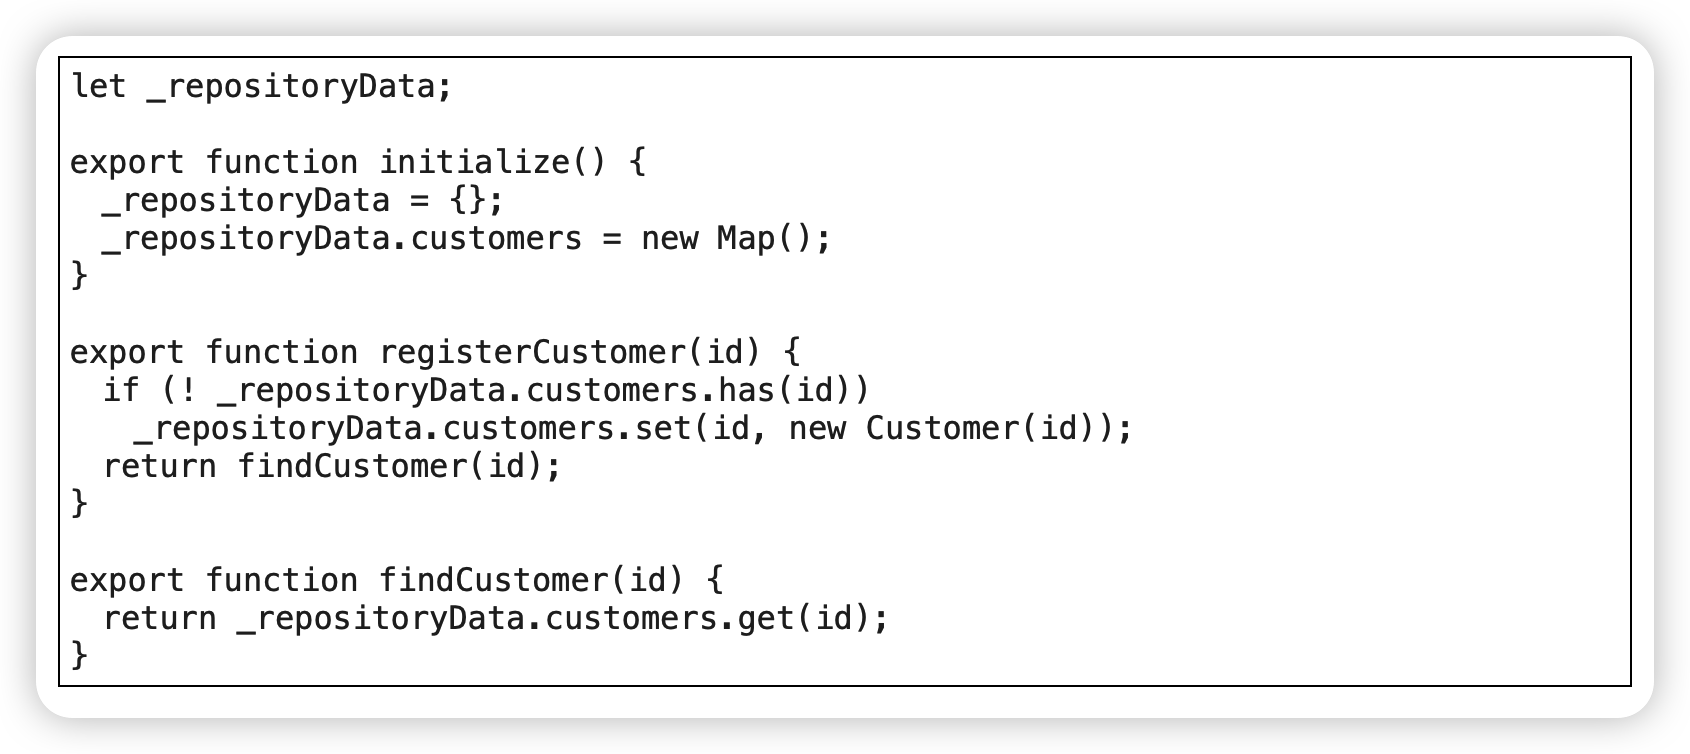 let _repositoryData;

export function initialize() {
  _repositoryData = {};
  _repositoryData.customers = new Map();
}

export function registerCustomer(id) {
  if (! _repositoryData.customers.has(id))
    _repositoryData.customers.set(id, new Customer(id));
  return findCustomer(id);
}

export function findCustomer(id) {
  return _repositoryData.customers.get(id);
}